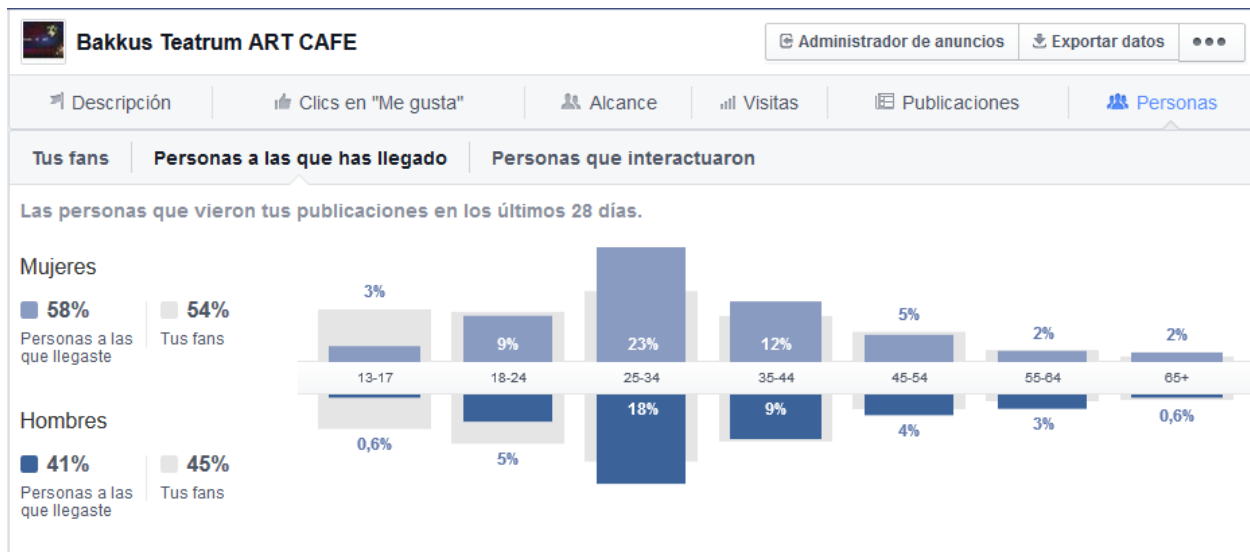 Bakkus Teatrum ART CAFE
Administrador de anuncios
Exportar datos
Descripción
Clics en "Me gusta"
Alcance
Visitas
Publicaciones
Personas
Tus fans
Personas a las que has llegado
Personas que interactuaron
Las personas que vieron tus publicaciones en los últimos 28 días.
Mujeres
58%
Personas a las
que llegaste
54%
Tus fans
3%
9%
23%
12%
5%
2%
2%
13-17
18-24
25-34
35-44
45-54
55-64
65+
Hombres
41%
Personas a las
que llegaste
45%
Tus fans
0,6%
5%
18%
9%
4%
3%
0,6%